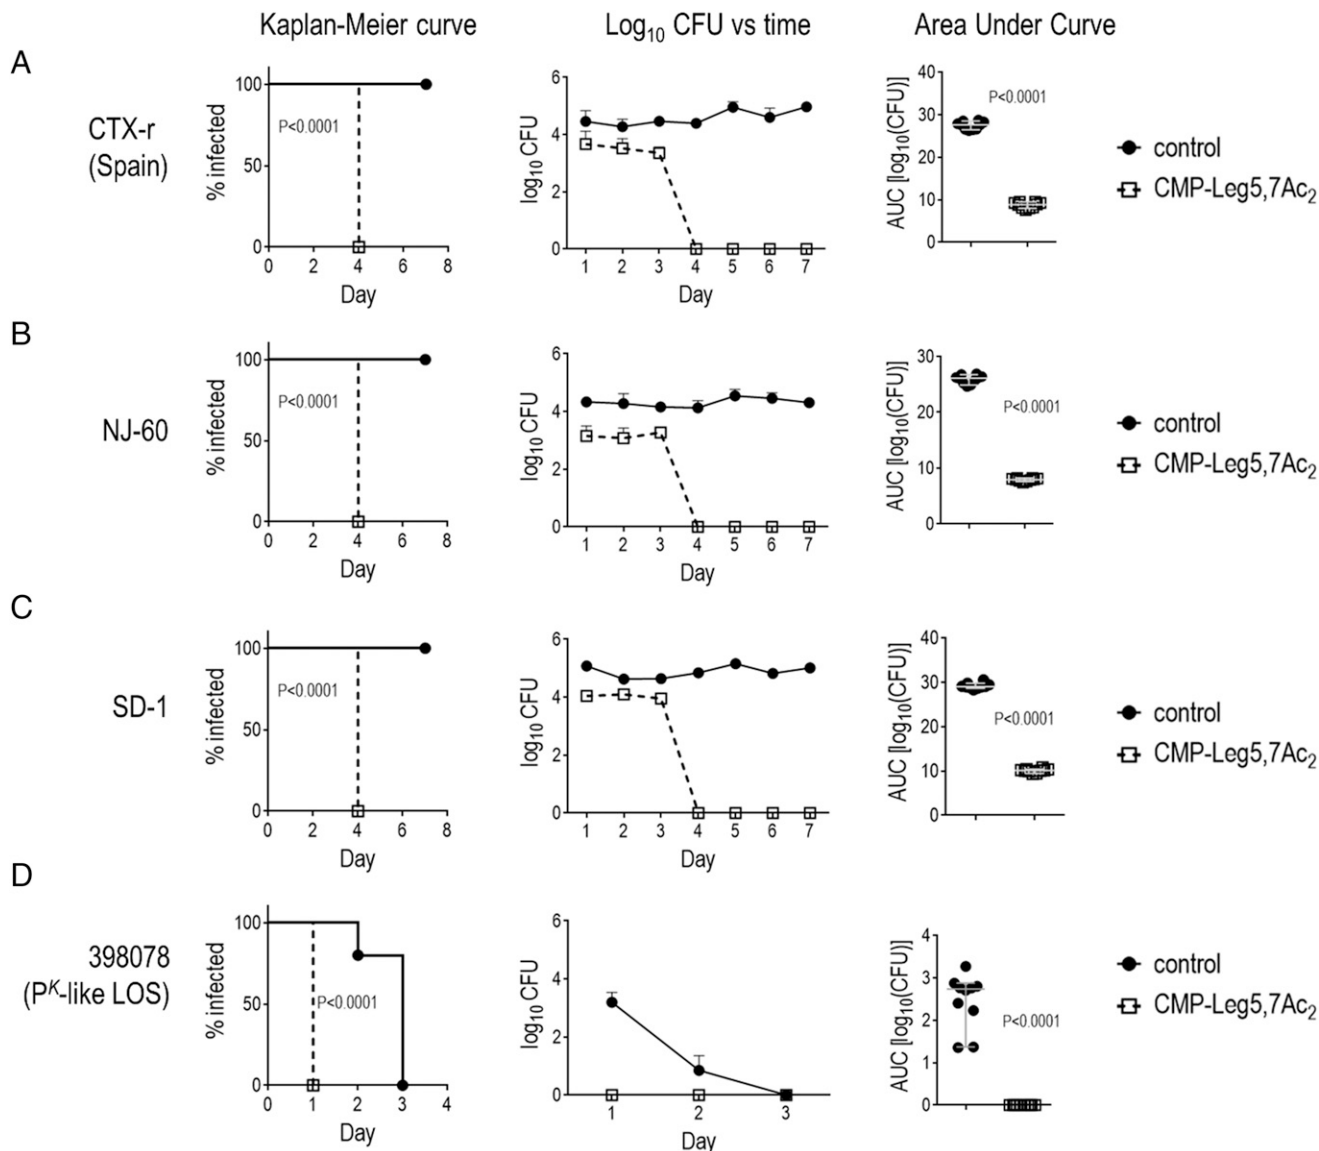 Kaplan-Meier curve
Log10 CFU vs time
Area Under Curve
A
CTX-r
(Spain)
% infected
100
50
0
P<0.0001
0 2 4 6 8
Day
log10 CFU
6
4
2
0
1 2 3 4 5 6 7
Day
AUC [log10(CFU)]
40
30
20
10
0
P<0.0001
control
CMP-Leg5,7Ac2
B
NJ-60
% infected
100
50
0
P<0.0001
0 2 4 6 8
Day
log10 CFU
6
4
2
0
1 2 3 4 5 6 7
Day
AUC [log10(CFU)]
30
20
10
0
P<0.0001
control
CMP-Leg5,7Ac2
C
SD-1
% infected
100
50
0
P<0.0001
0 2 4 6 8
Day
log10 CFU
6
4
2
0
1 2 3 4 5 6 7
Day
AUC [log10(CFU)]
40
30
20
10
0
P<0.0001
control
CMP-Leg5,7Ac2
D
398078
(PK-like LOS)
% infected
100
50
0
P<0.0001
0 1 2 3 4
Day
log10 CFU
6
4
2
0
1 2 3
Day
AUC [log10(CFU)]
4
3
2
1
0
P<0.0001
control
CMP-Leg5,7Ac2